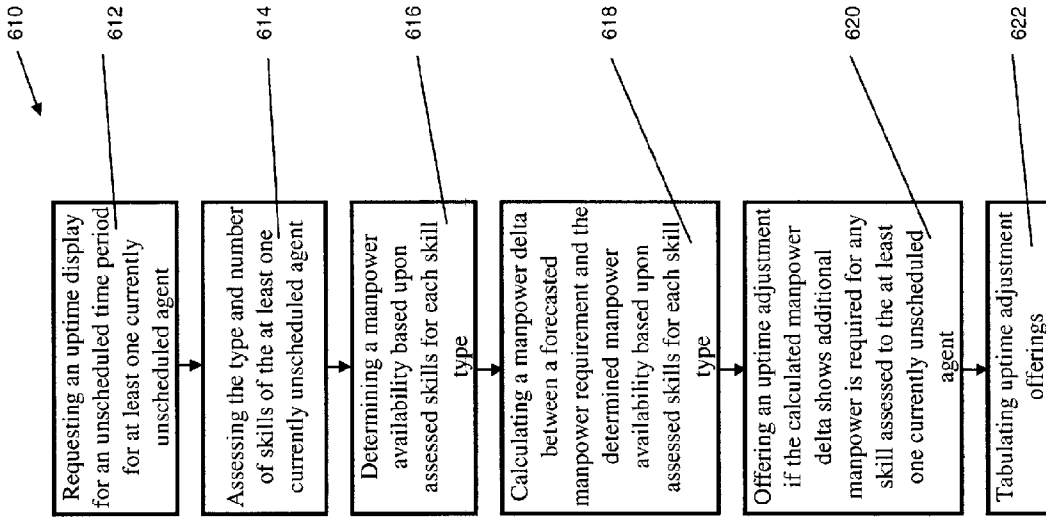 610
Requesting an uptime display
for an unscheduled time period
for at least one currently
unscheduled agent
612
Assessing the type and number
of skills of the at least one
currently unscheduled agent
614
Determining a manpower
availability based upon
assessed skills for each skill
type
616
Calculating a manpower delta
between a forecasted
manpower requirement and the
determined manpower
availability based upon
assessed skills for each skill
type
618
Offering an uptime adjustment
if the calculated manpower
delta shows additional
manpower is required for any
skill assessed to the at least
one currently unscheduled
agent
620
Tabulating uptime adjustment
offerings
622